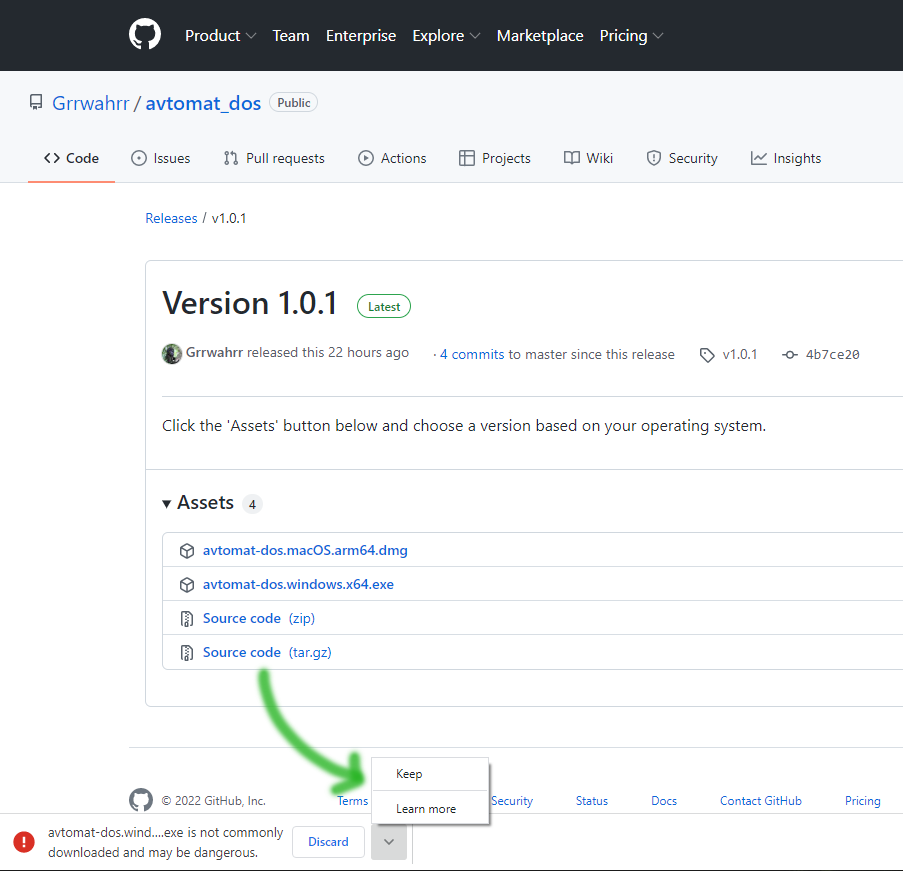 Product Team Enterprise Explore Marketplace Pricing
Grrwahrr / avtomat_dos Public
Code Issues Pull requests Actions Projects Wiki Security Insights
Releases / v1.0.1
Version 1.0.1 Latest
Grrwahrr released this 22 hours ago · 4 commits to master since this release v1.0.1 4b7ce20
Click the 'Assets' button below and choose a version based on your operating system.
Assets 4
avtomat-dos.macOS.arm64.dmg
avtomat-dos.windows.x64.exe
Source code (zip)
Source code (tar.gz)
Keep
Learn more
© 2022 GitHub, Inc. Terms Security Status Docs Contact GitHub Pricing
avtomat-dos.wind....exe is not commonly
downloaded and may be dangerous.
Discard